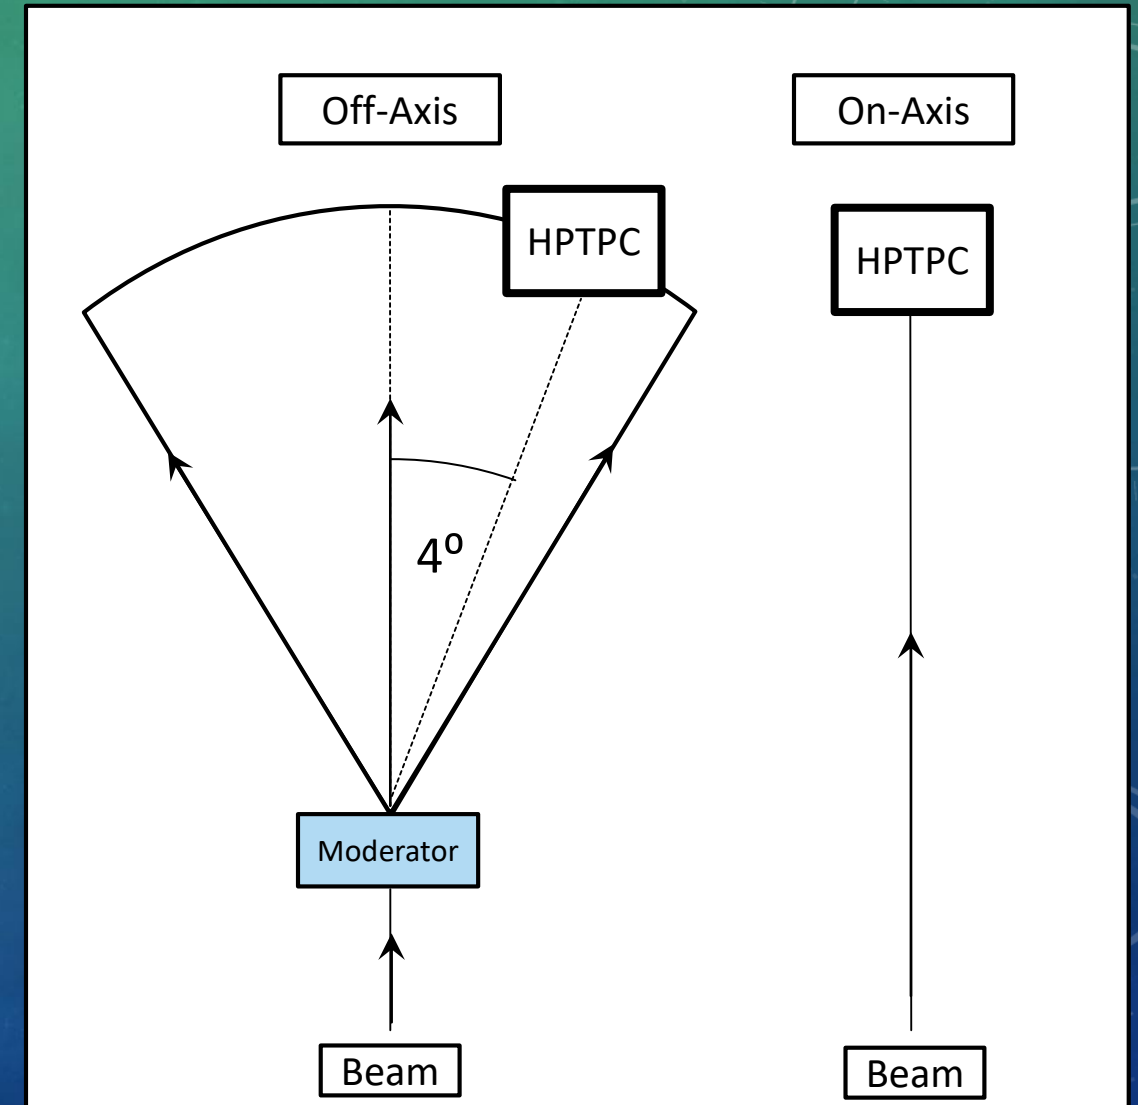 Off-Axis
On-Axis
HPTPC
HPTPC
4º
Moderator
Beam
Beam